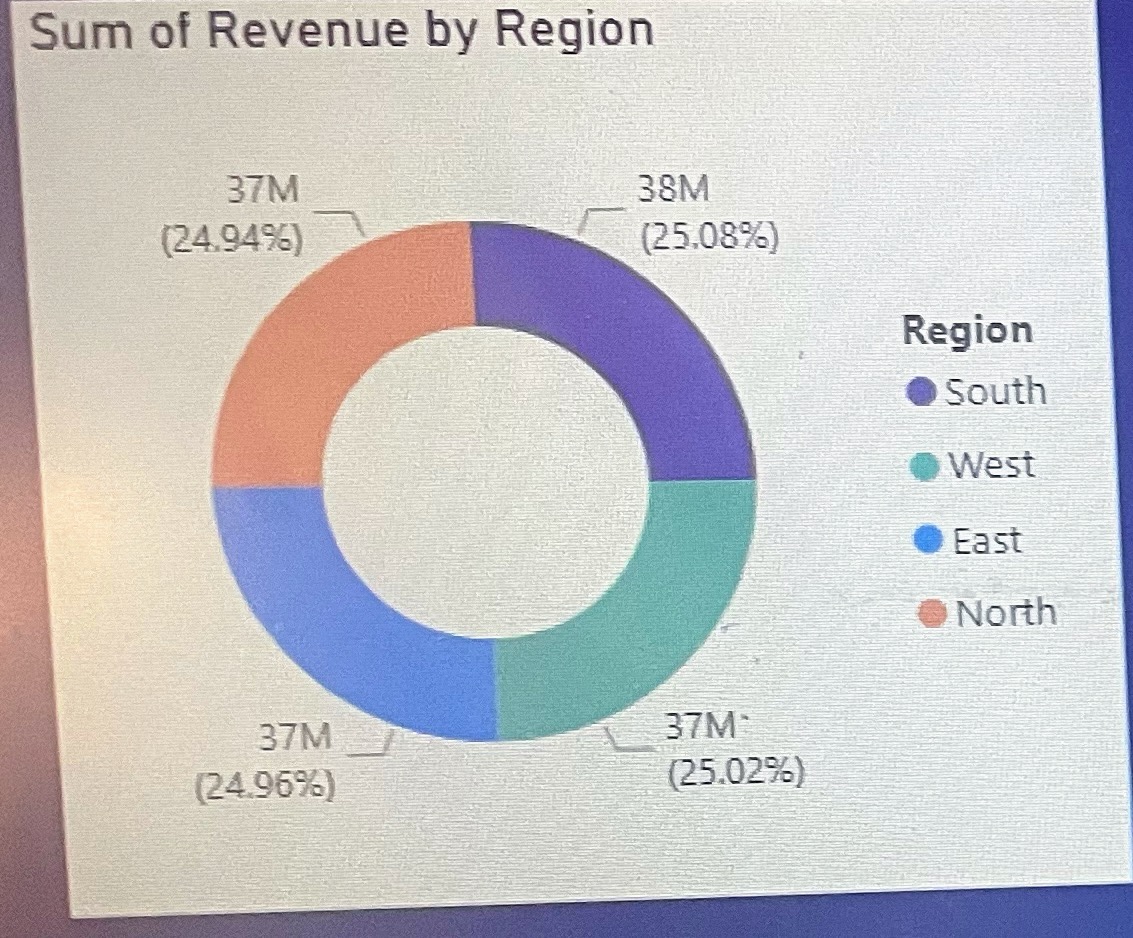 Sum of Revenue by Region
37M
(24.94%)
38M
(25.08%)
37M
(24.96%)
37M
(25.02%)
Region
South
West
East
North